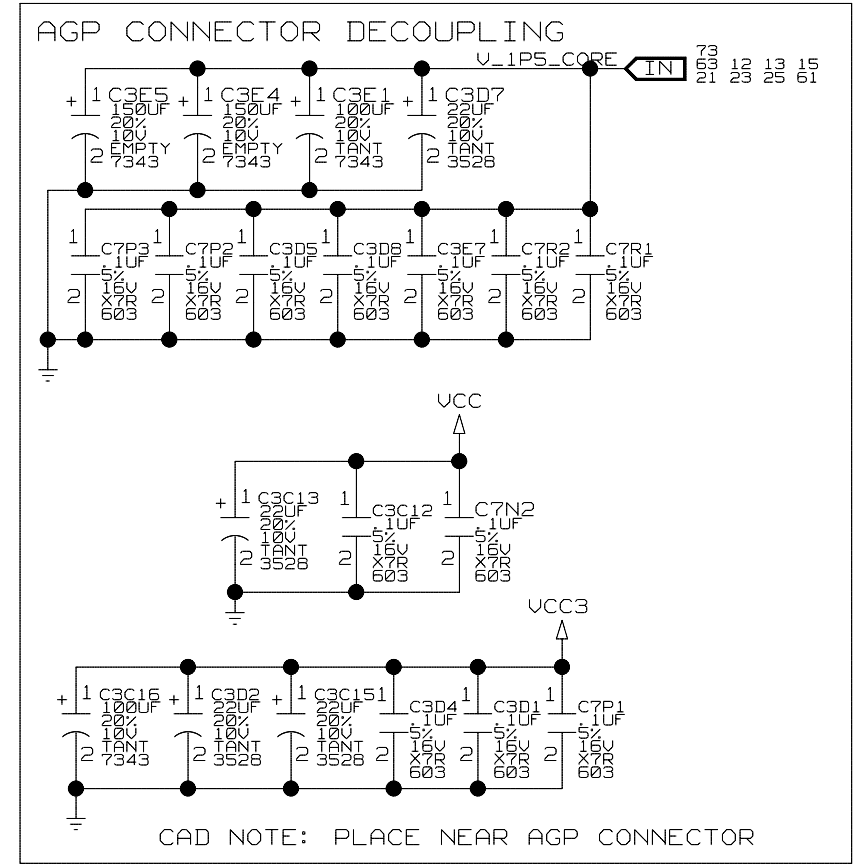 AGP CONNECTOR DECOUPLING
V_1P5_CORE
IN
73
63 12 13 15
21 23 25 61
+ 1 C3E5
150UF
20%
10V
EMPTY
2 7343
+ 1 C3E4
150UF
20%
10V
EMPTY
2 7343
+ 1 C3E1
100UF
20%
10V
TANT
2 7343
+ 1 C3D7
22UF
20%
10V
TANT
2 3528
1 C7P3
.1UF
5%
16V
2 X7R
603
1 C7P2
.1UF
5%
16V
2 X7R
603
1 C3D5
.1UF
5%
16V
2 X7R
603
1 C3D8
.1UF
5%
16V
2 X7R
603
1 C3E7
.1UF
5%
16V
2 X7R
603
1 C7R2
.1UF
5%
16V
2 X7R
603
1 C7R1
.1UF
5%
16V
2 X7R
603
VCC
+ 1 C3C13
22UF
20%
10V
TANT
2 3528
1 C3C12
.1UF
5%
16V
2 X7R
603
1 C7N2
.1UF
5%
16V
2 X7R
603
VCC3
+ 1 C3C16
100UF
20%
10V
TANT
2 7343
+ 1 C3D2
22UF
20%
10V
TANT
2 3528
+ 1 C3C15
22UF
20%
10V
TANT
2 3528
1 C3D4
.1UF
5%
16V
2 X7R
603
1 C3D1
.1UF
5%
16V
2 X7R
603
1 C7P1
.1UF
5%
16V
2 X7R
603
CAD NOTE: PLACE NEAR AGP CONNECTOR